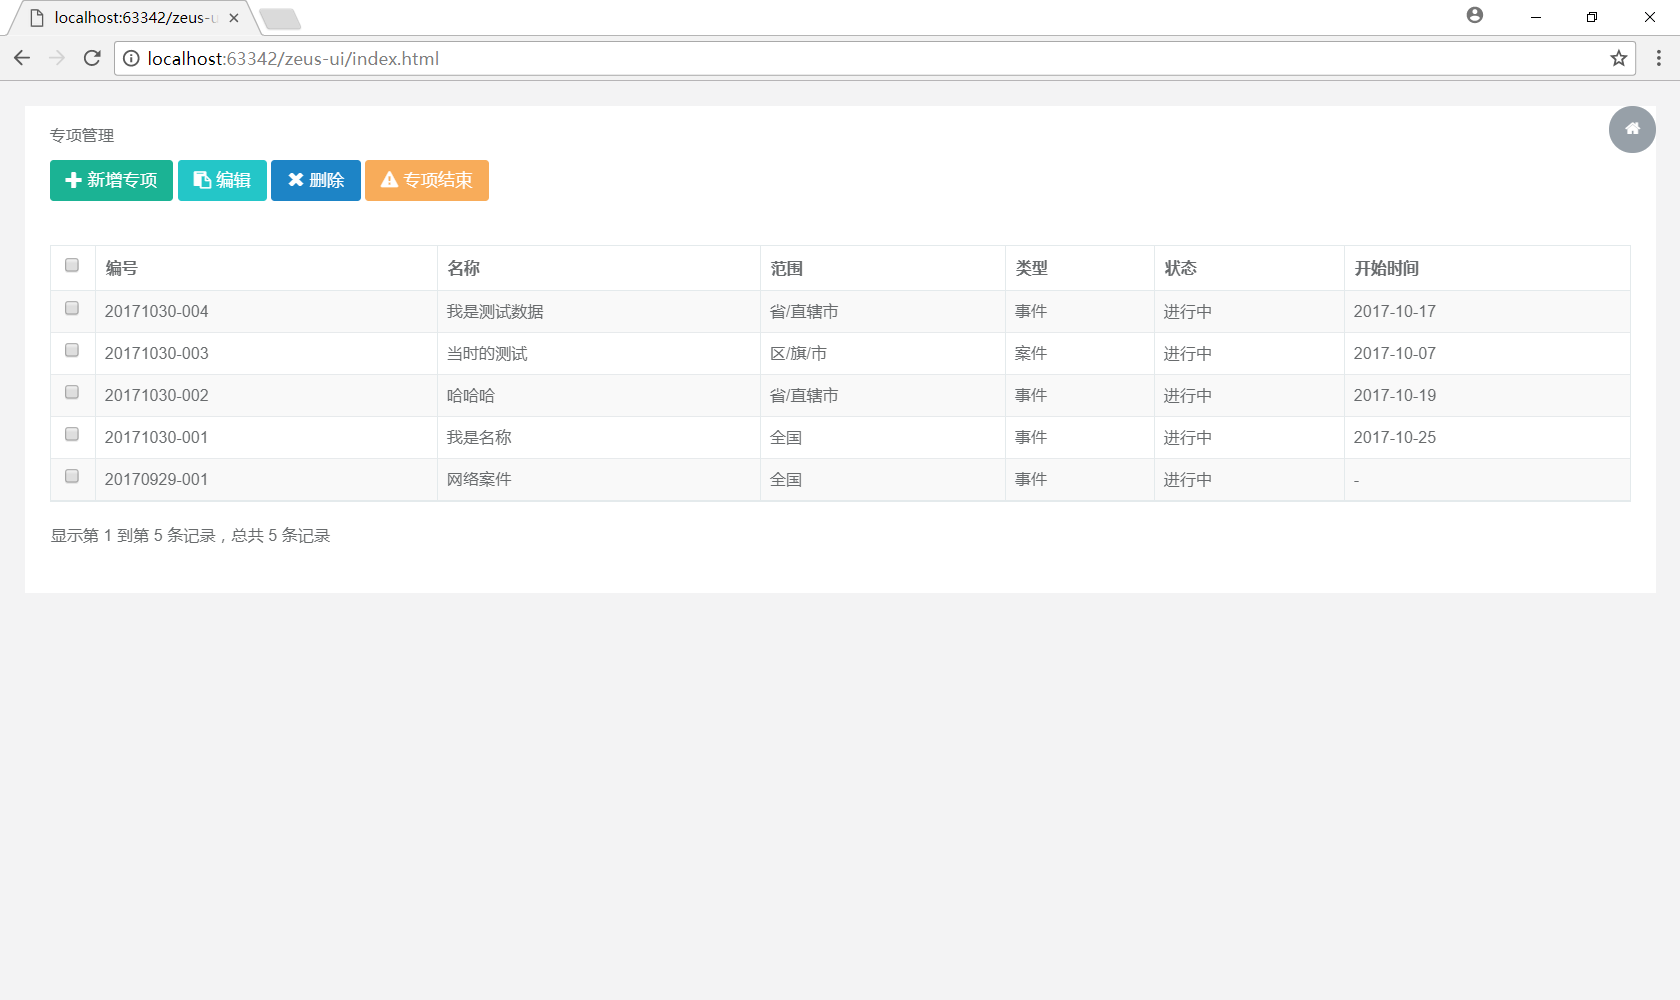 localhost:63342/zeus-u
localhost:63342/zeus-ui/index.html
专项管理
新增专项 编辑 删除 专项结束
编号 名称 范围 类型 状态 开始时间
20171030-004 我是测试数据 省/直辖市 事件 进行中 2017-10-17
20171030-003 当时的测试 区/旗/市 案件 进行中 2017-10-07
20171030-002 哈哈哈 省/直辖市 事件 进行中 2017-10-19
20171030-001 我是名称 全国 事件 进行中 2017-10-25
20170929-001 网络案件 全国 事件 进行中 -
显示第 1 到第 5 条记录，总共 5 条记录